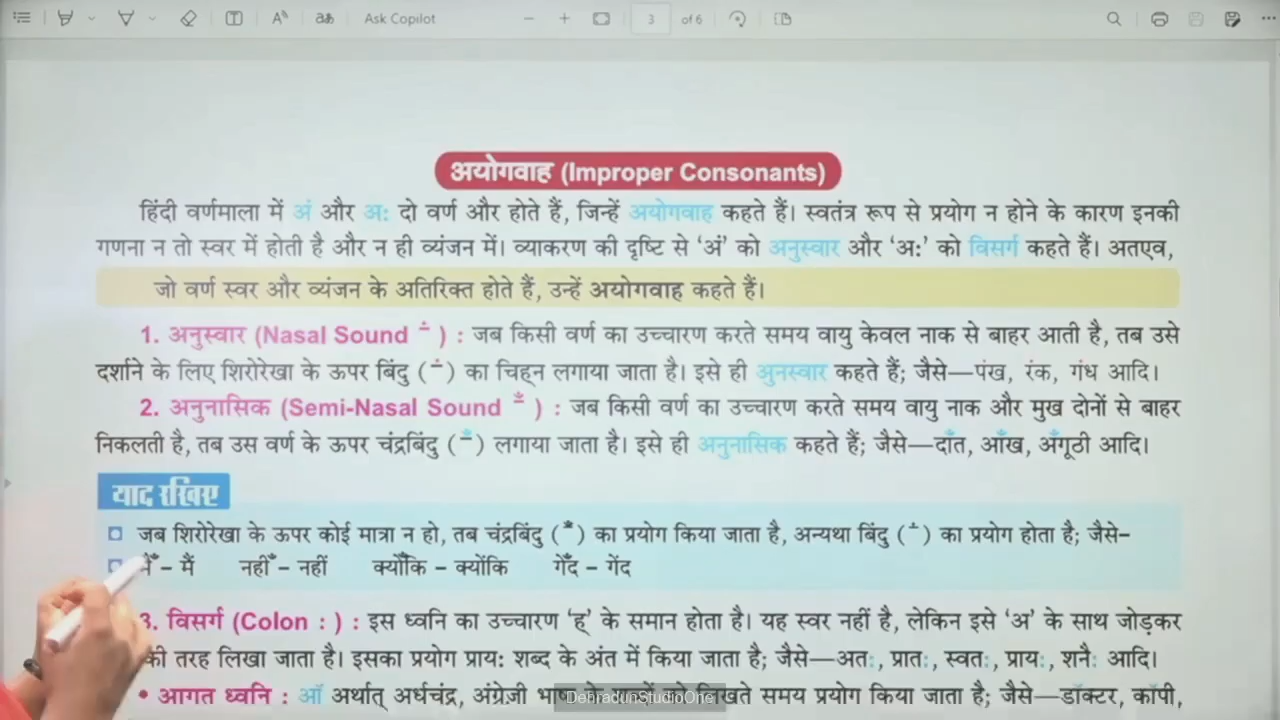 Ask Copilot
3 of 6
अयोगवाह (Improper Consonants)
हिंदी वर्णमाला में अं और अः दो वर्ण और होते हैं, जिन्हें अयोगवाह कहते हैं। स्वतंत्र रूप से प्रयोग न होने के कारण इनकी
गणना न तो स्वर में होती है और न ही व्यंजन में। व्याकरण की दृष्टि से ‘अं’ को अनुस्वार और ‘अः’ को विसर्ग कहते हैं। अतएव,
जो वर्ण स्वर और व्यंजन के अतिरिक्त होते हैं, उन्हें अयोगवाह कहते हैं।
1. अनुस्वार (Nasal Sound ∸ ) : जब किसी वर्ण का उच्चारण करते समय वायु केवल नाक से बाहर आती है, तब उसे
दर्शाने के लिए शिरोरेखा के ऊपर बिंदु (∸) का चिह्न लगाया जाता है। इसे ही अुनस्वार कहते हैं; जैसे—पंख, रंक, गंध आदि।
2. अनुनासिक (Semi-Nasal Sound ँ ) : जब किसी वर्ण का उच्चारण करते समय वायु नाक और मुख दोनों से बाहर
निकलती है, तब उस वर्ण के ऊपर चंद्रबिंदु (ँ) लगाया जाता है। इसे ही अनुनासिक कहते हैं; जैसे—दाँत, आँख, अँगूठी आदि।
याद रखिए
जब शिरोरेखा के ऊपर कोई मात्रा न हो, तब चंद्रबिंदु (ँ) का प्रयोग किया जाता है, अन्यथा बिंदु (∸) का प्रयोग होता है; जैसे–
– मैं नहीँ – नहीं क्योँकि – क्योंकि गेँद – गेंद
3. विसर्ग (Colon : ) : इस ध्वनि का उच्चारण ‘ह्’ के समान होता है। यह स्वर नहीं है, लेकिन इसे ‘अ’ के साथ जोड़कर
की तरह लिखा जाता है। इसका प्रयोग प्रायः शब्द के अंत में किया जाता है; जैसे—अतः, प्रातः, स्वतः, प्रायः, शनैः आदि।
• आगत ध्वनि : ऑ अर्थात् अर्धचंद्र, अंग्रेज़ी लिखते समय प्रयोग किया जाता है; जैसे—डॉक्टर, कॉपी,
DehradunStudioOne